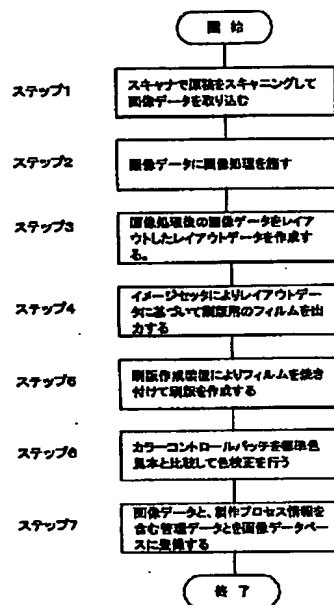 開始
ステップ1
スキャナで原稿をスキャニングして
画像データを取り込む
ステップ2
画像データに画像処理を施す
ステップ3
画像処理後の画像データをレイア
ウトしたレイアウトデータを作成す
る。
ステップ4
イメージセッタによりレイアウトデー
タに基づいて刷版用のフィルムを出
力する
ステップ5
刷版作成装置によりフィルムを焼き
付けて刷版を作成する
ステップ6
カラーコントロールパッチを標準色
見本と比較して色校正を行う
ステップ7
画像データと、制作プロセス情報を
含む管理データとを画像データベ
ースに登録する
終了